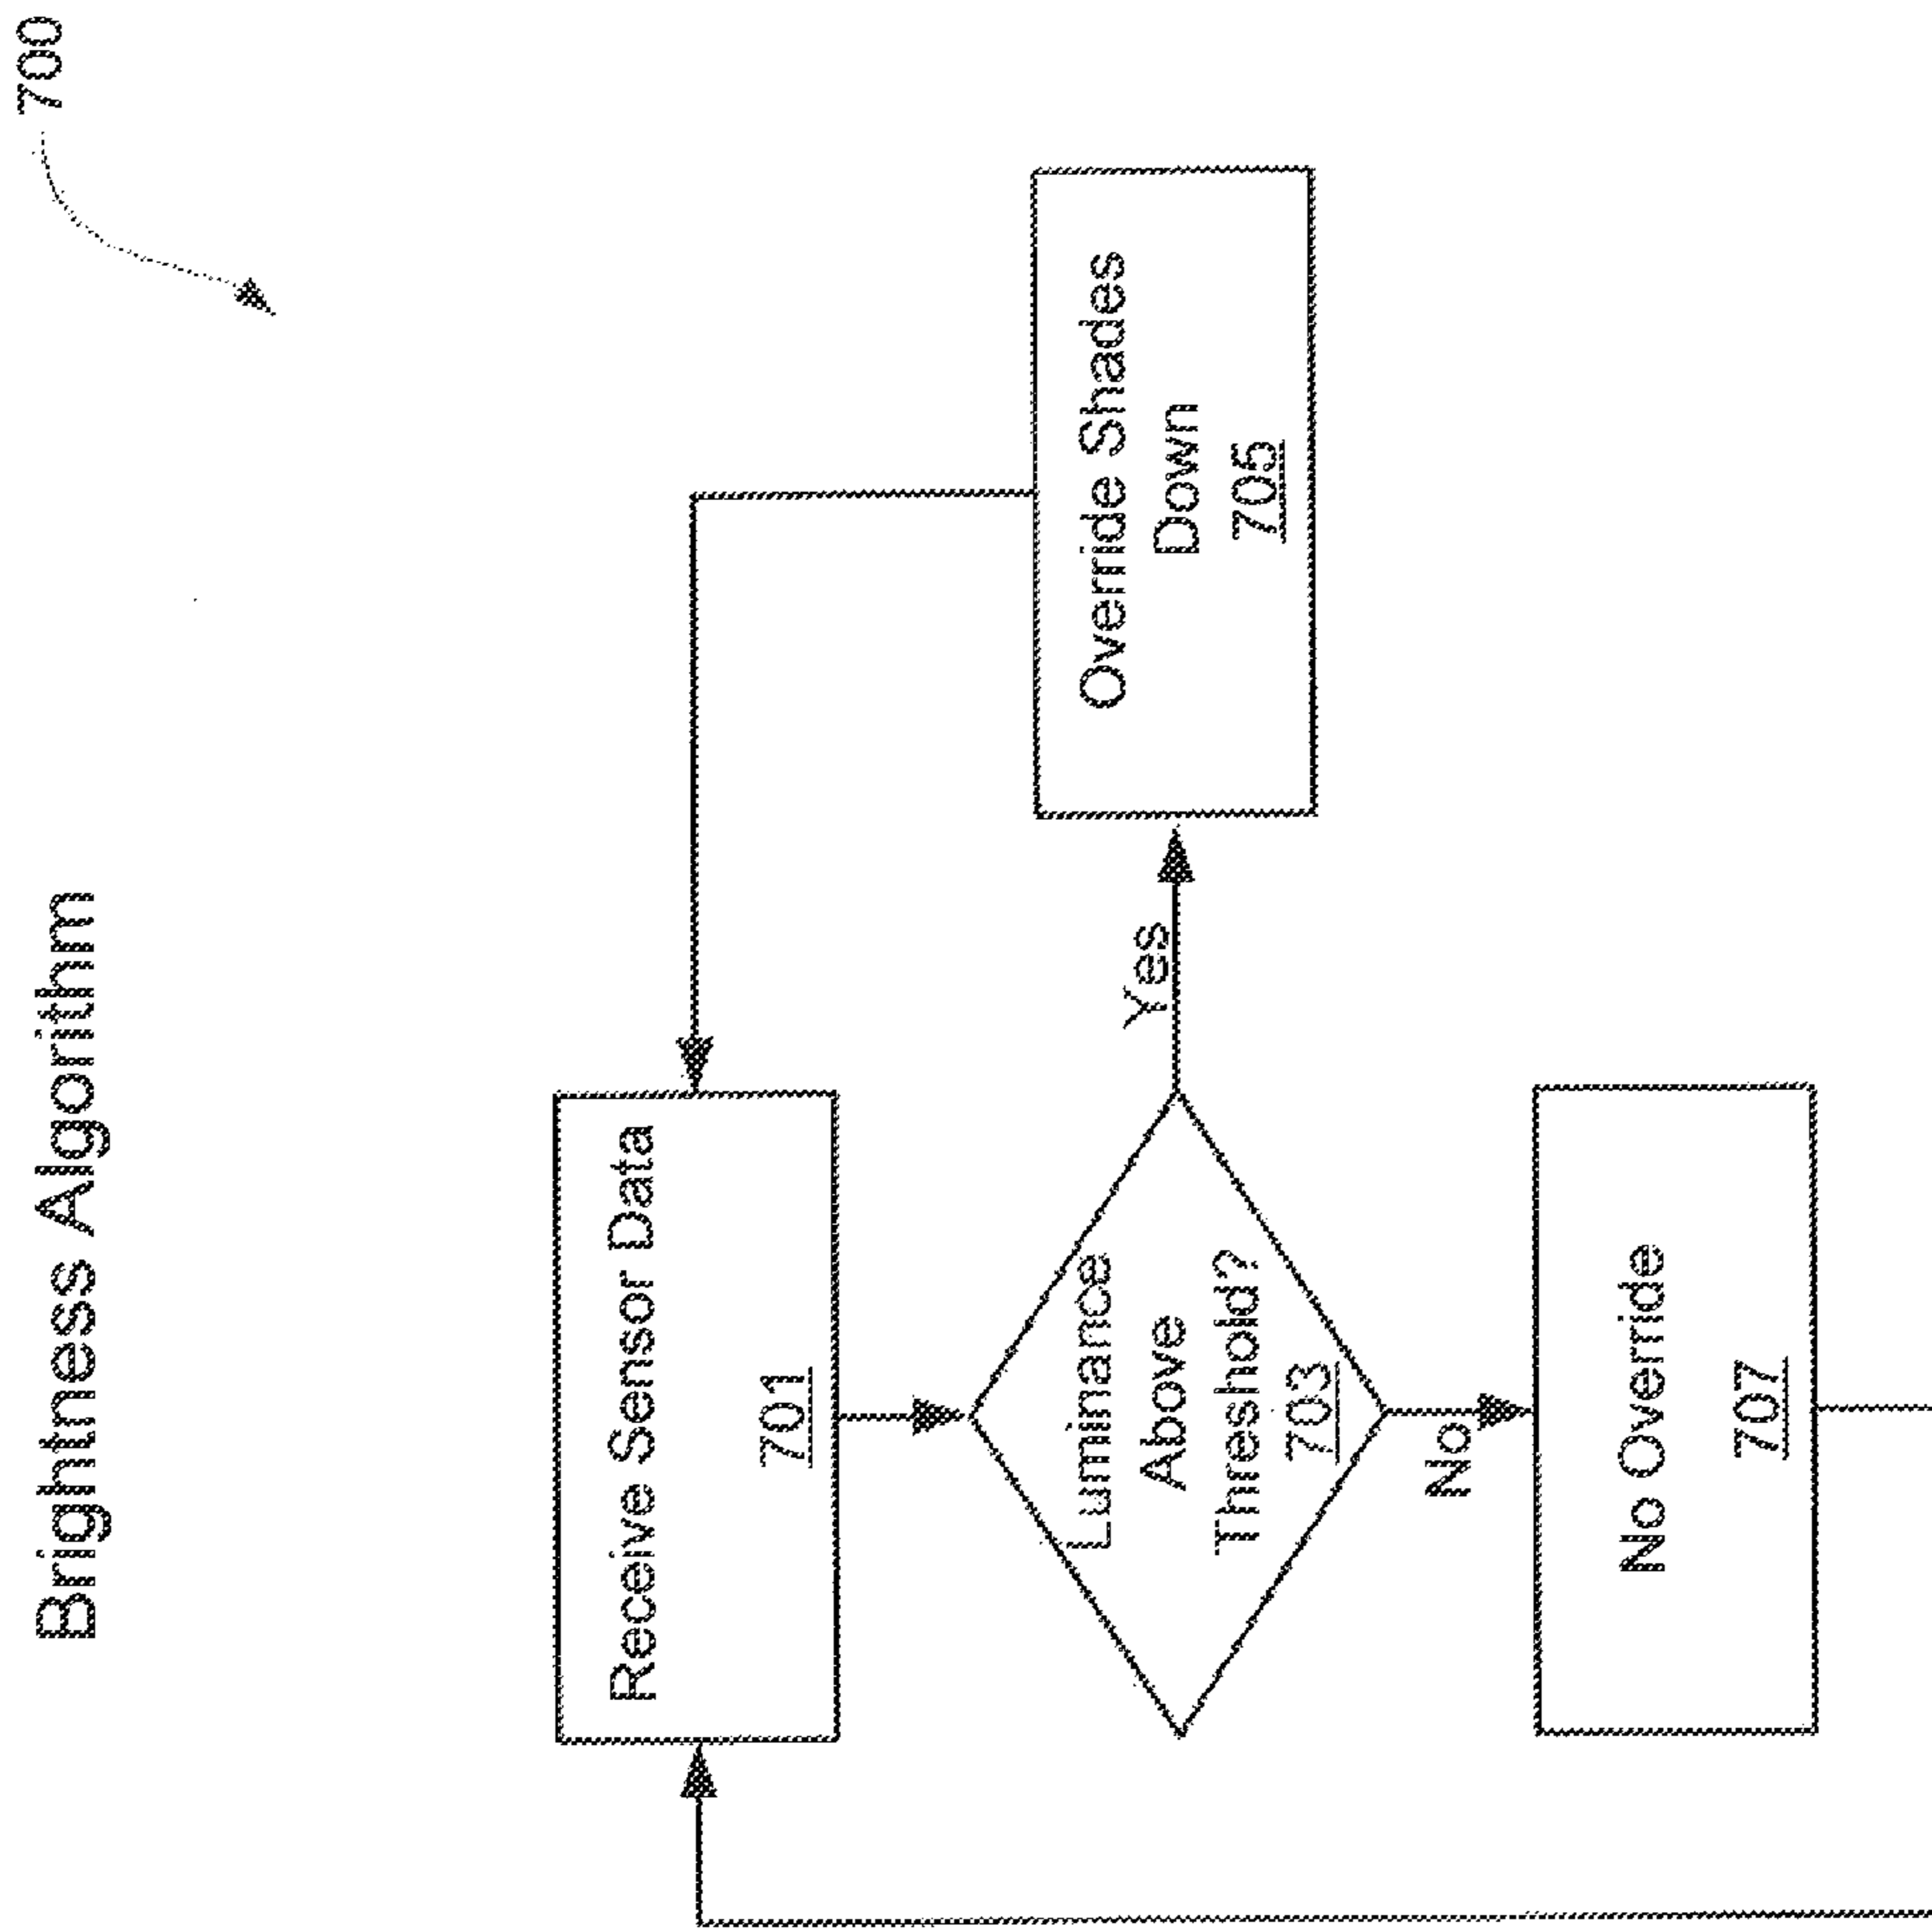 Brightness Algorithm
700
Receive Sensor Data
701
Luminance
Above
Threshold?
703
Yes
Override Shades
Down
705
No
No Override
707